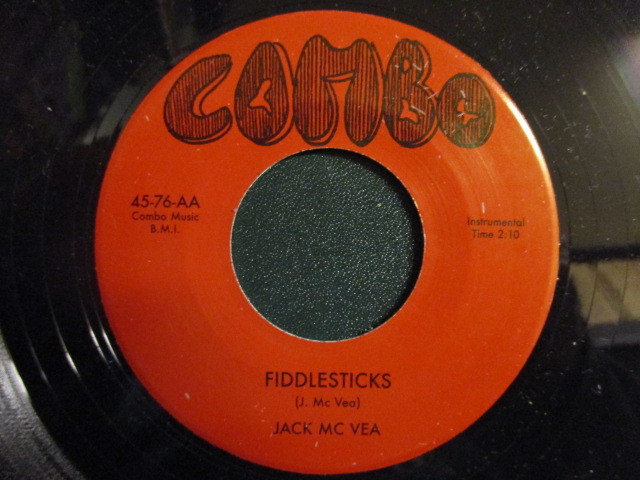 COMBO
45-76-AA
Combo Music
B.M.I.
Instrumental
Time 2:10
FIDDLESTICKS
(J. Mc Vea)
JACK MC VEA